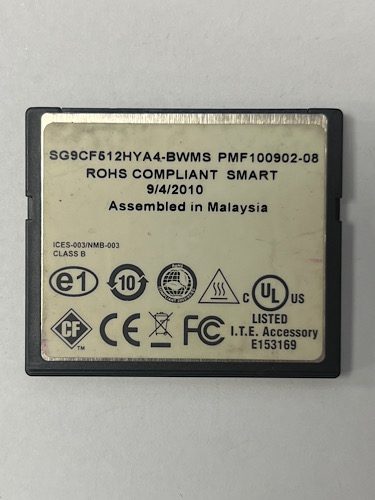 SG9CF512HYA4-BWMS PMF100902-08
ROHS COMPLIANT SMART
9/4/2010
Assembled in Malaysia
ICES-003/NMB-003
CLASS B
e1 10 C UL US
LISTED
CF TM CE FC I.T.E. Accessory
E153169